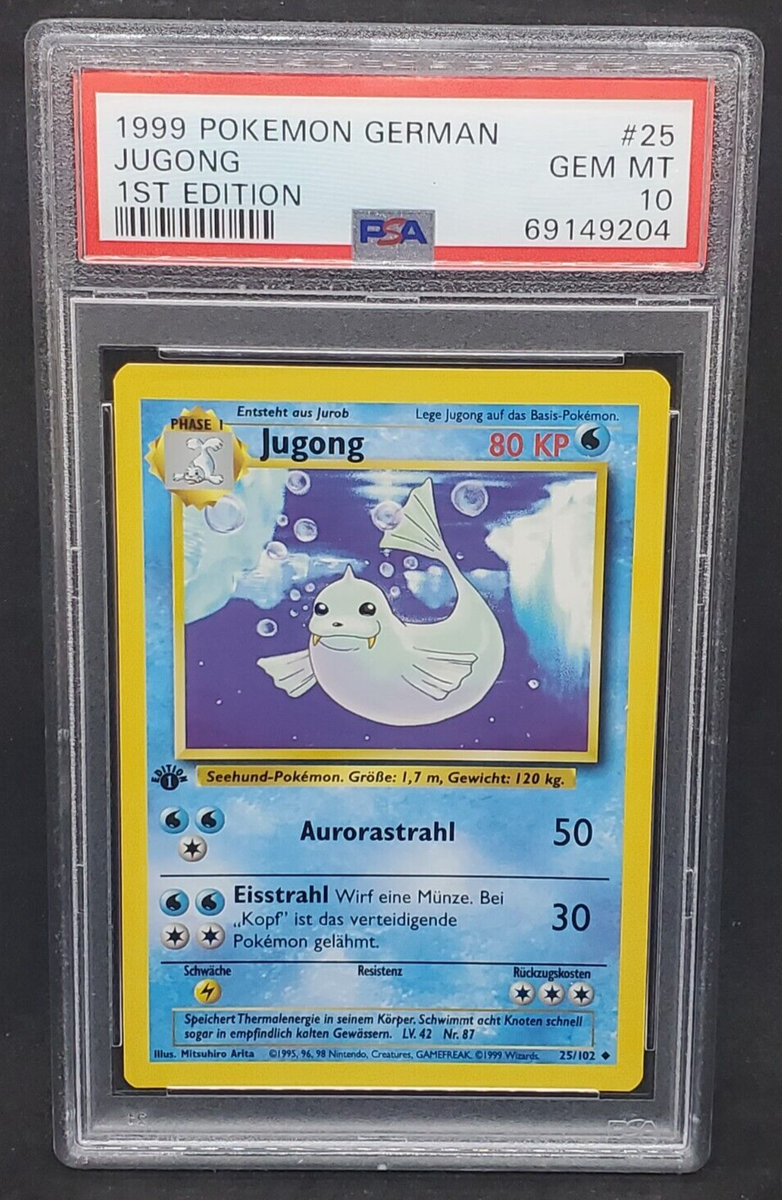 1999 POKEMON GERMAN #25
JUGONG GEM MT
1ST EDITION 10
PSA 69149204
Entsteht aus Jurob Lege Jugong auf das Basis-Pokémon.
PHASE 1
Jugong 80 KP
EDITION
1
Seehund-Pokémon. Größe: 1,7 m, Gewicht: 120 kg.
Aurorastrahl 50
Eisstrahl Wirf eine Münze. Bei
„Kopf” ist das verteidigende 30
Pokémon gelähmt.
Schwäche Resistenz Rückzugskosten
Speichert Thermalenergie in seinem Körper. Schwimmt acht Knoten schnell
sogar in empfindlich kalten Gewässern. LV. 42 Nr. 87
Illus. Mitsuhiro Arita ©1995, 96, 98 Nintendo, Creatures, GAMEFREAK. ©1999 Wizards. 25/102
PSA